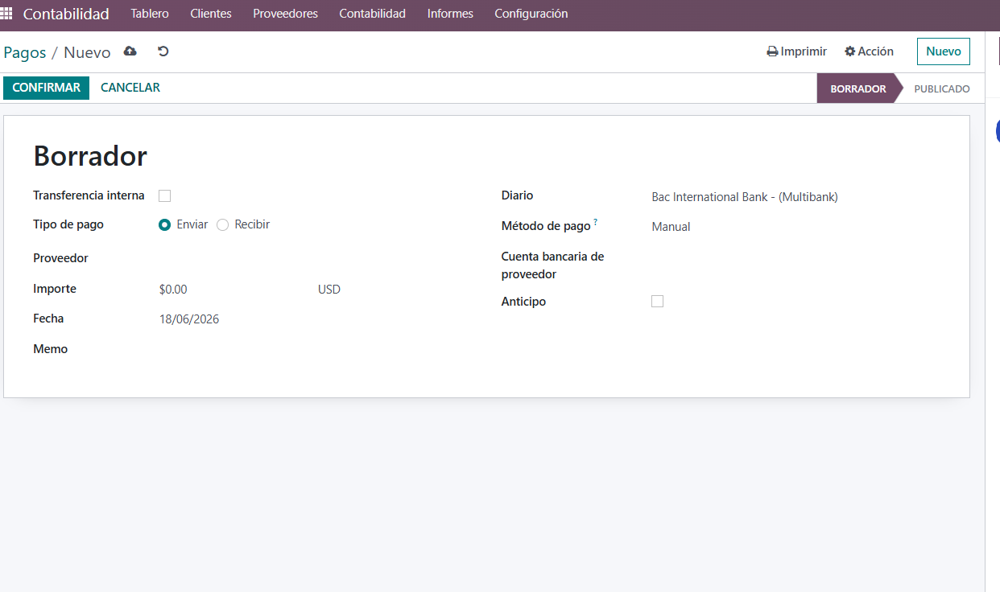 Contabilidad Tablero Clientes Proveedores Contabilidad Informes Configuración
Pagos / Nuevo Imprimir Acción Nuevo
CONFIRMAR CANCELAR BORRADOR PUBLICADO
Borrador
Transferencia interna
Tipo de pago Enviar Recibir
Proveedor
Importe $0.00 USD
Fecha 18/06/2026
Memo
Diario Bac International Bank - (Multibank)
Método de pago ? Manual
Cuenta bancaria de
proveedor
Anticipo